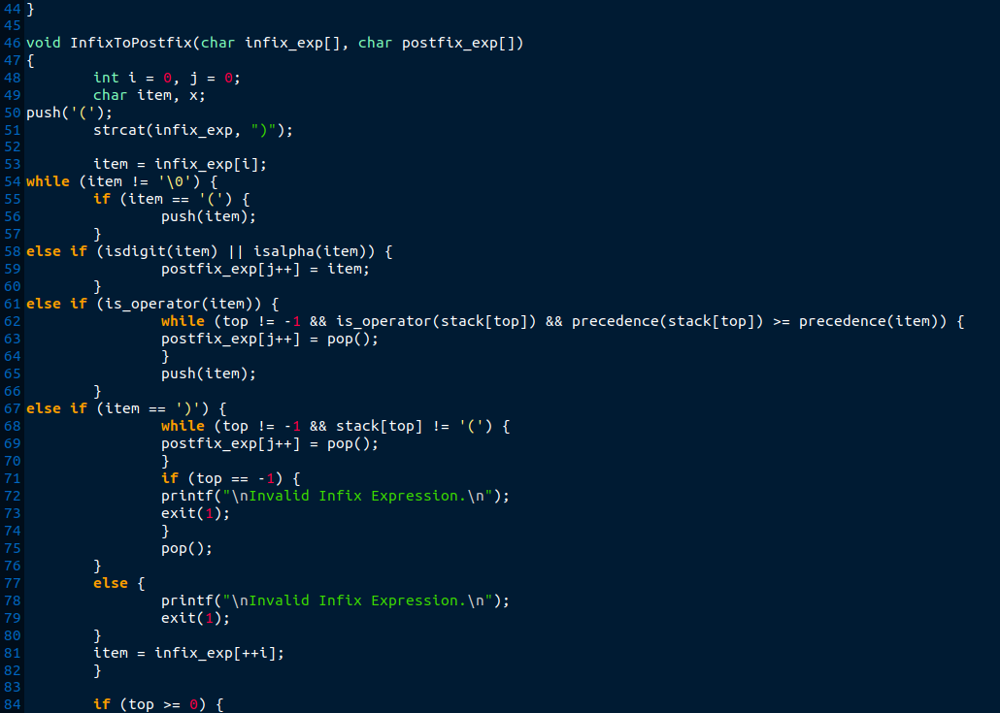 44 }
45
46 void InfixToPostfix(char infix_exp[], char postfix_exp[])
47 {
48         int i = 0, j = 0;
49         char item, x;
50 push('(');
51         strcat(infix_exp, ")");
52
53         item = infix_exp[i];
54 while (item != '\0') {
55         if (item == '(') {
56                 push(item);
57         }
58 else if (isdigit(item) || isalpha(item)) {
59                 postfix_exp[j++] = item;
60         }
61 else if (is_operator(item)) {
62                 while (top != -1 && is_operator(stack[top]) && precedence(stack[top]) >= precedence(item)) {
63                 postfix_exp[j++] = pop();
64                 }
65                 push(item);
66         }
67 else if (item == ')') {
68                 while (top != -1 && stack[top] != '(') {
69                 postfix_exp[j++] = pop();
70                 }
71                 if (top == -1) {
72                 printf("\nInvalid Infix Expression.\n");
73                 exit(1);
74                 }
75                 pop();
76         }
77         else {
78                 printf("\nInvalid Infix Expression.\n");
79                 exit(1);
80         }
81         item = infix_exp[++i];
82         }
83
84         if (top >= 0) {